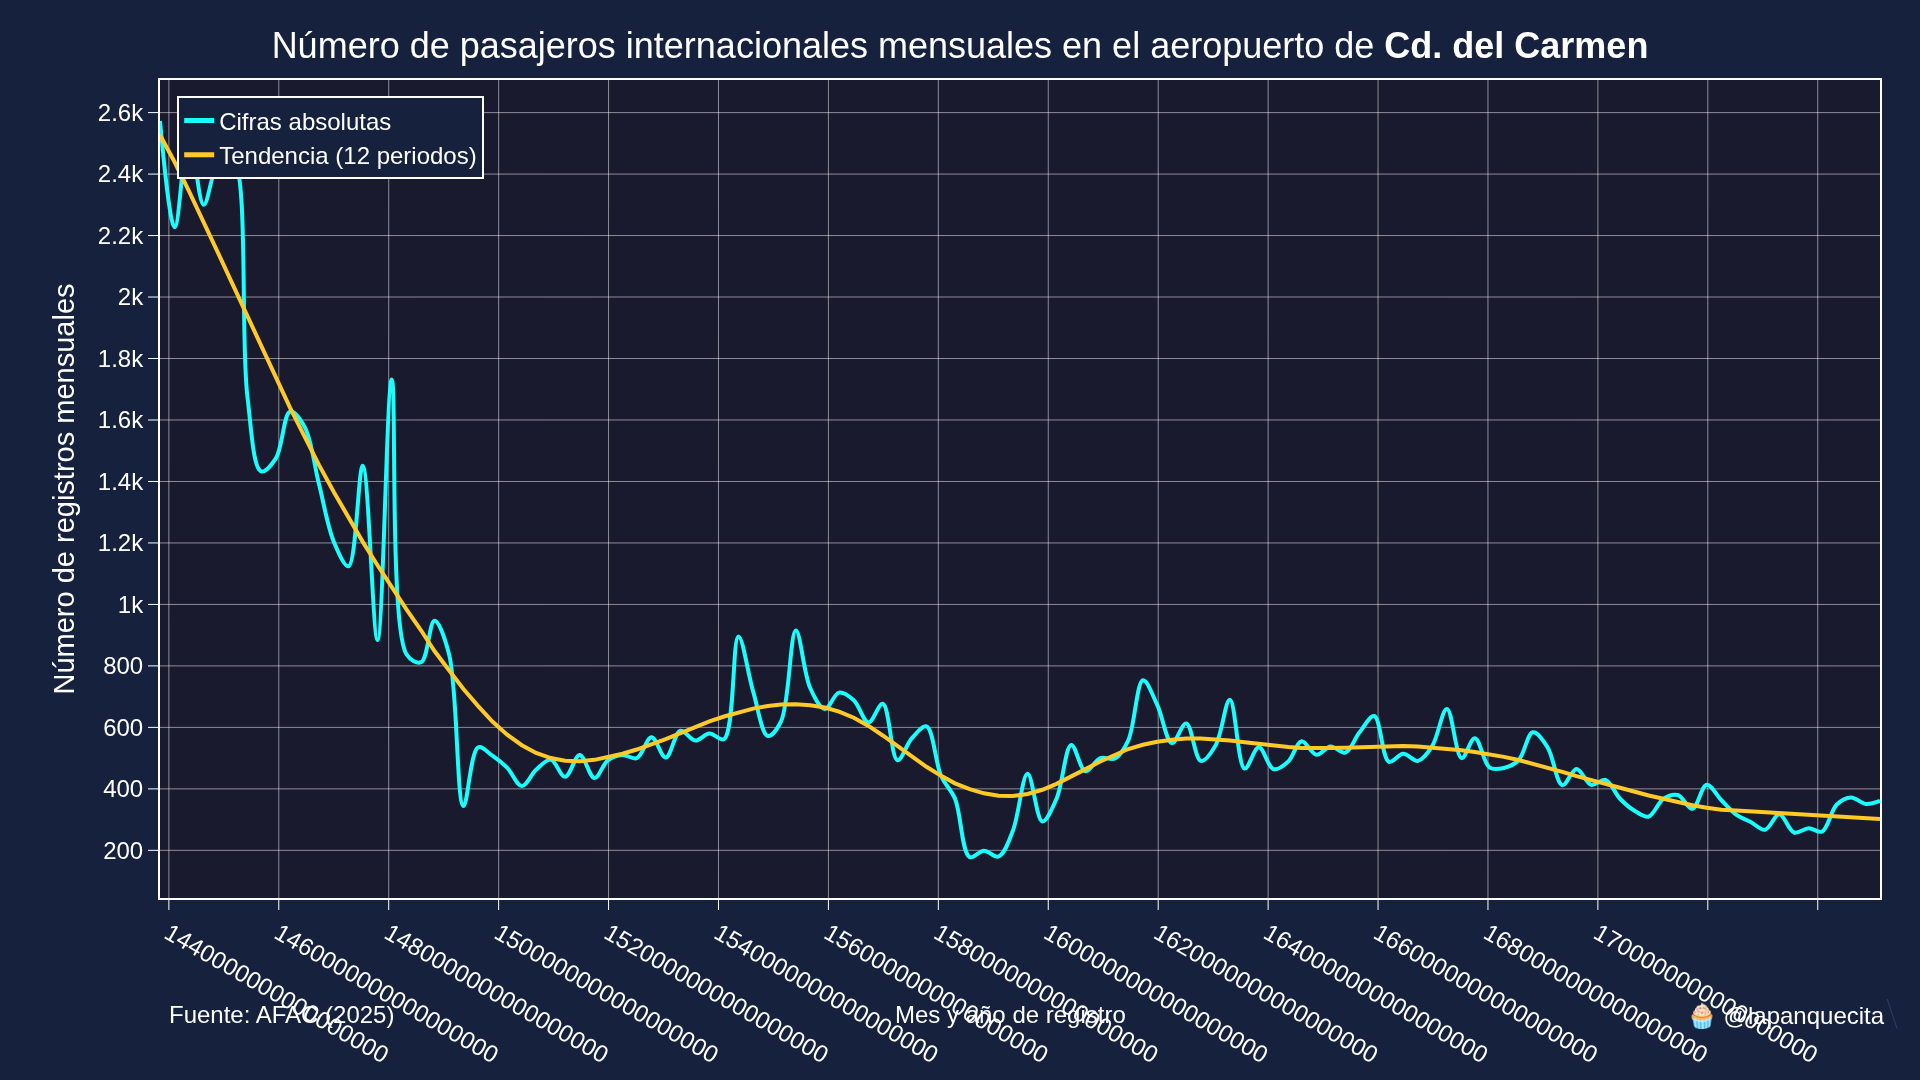 Número de pasajeros internacionales mensuales en el aeropuerto de Cd. del Carmen
Cifras absolutas
Tendencia (12 periodos)
Número de registros mensuales
2.6k
2.4k
2.2k
2k
1.8k
1.6k
1.4k
1.2k
1k
800
600
400
200
1440000000000000000
1460000000000000000
1480000000000000000
1500000000000000000
1520000000000000000
1540000000000000000
1560000000000000000
1580000000000000000
1600000000000000000
1620000000000000000
1640000000000000000
1660000000000000000
1680000000000000000
1700000000000000000
Fuente: AFAC (2025)
Mes y año de registro
🧁 @lapanquecita